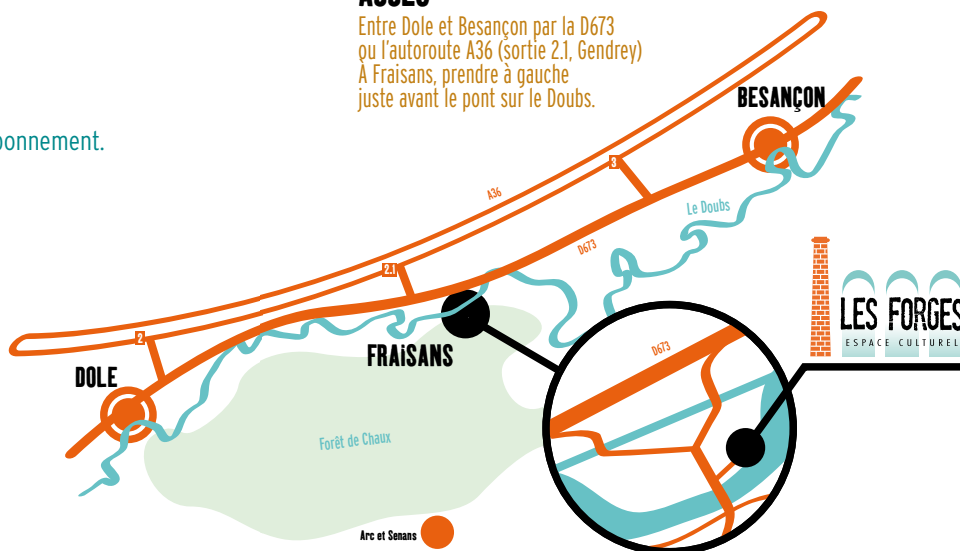 Entre Dole et Besançon par la D673
ou l'autoroute A36 (sortie 2.1, Gendrey)
À Fraisans, prendre à gauche
juste avant le pont sur le Doubs.
BESANÇON
bonnement.
3
A36
Le Doubs
D673
2.1
LES FORGES
ESPACE CULTUREL
2
FRAiSANS
D673
DOLE
Forêt de Chaux
Arc et Senans